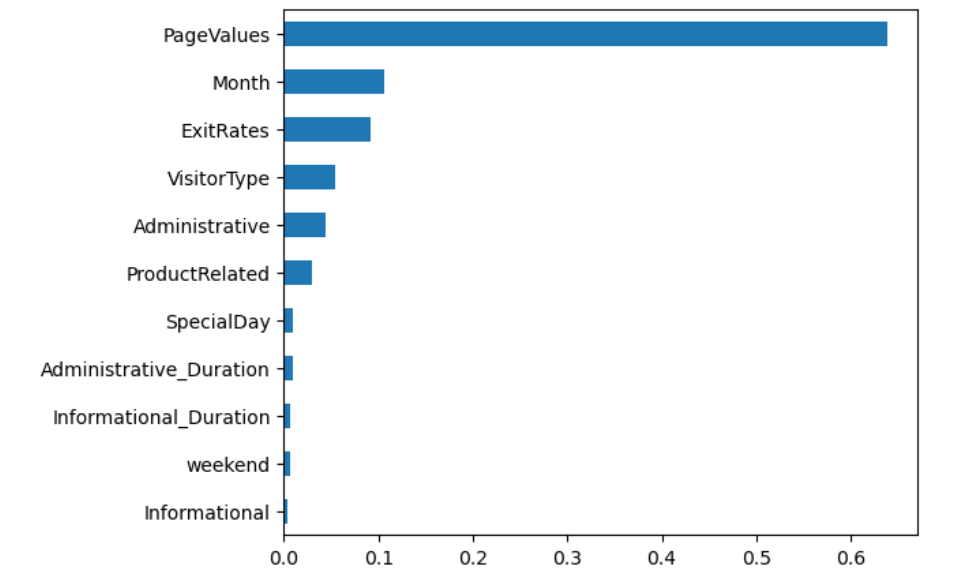 PageValues
Month
ExitRates
VisitorType
Administrative
ProductRelated
SpecialDay
Administrative_Duration
Informational_Duration
weekend
Informational
0.0 0.1 0.2 0.3 0.4 0.5 0.6